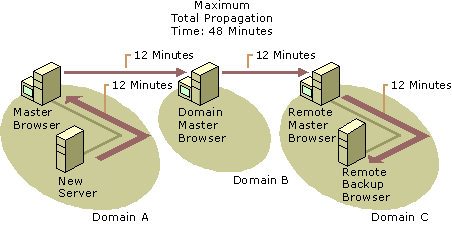 Maximum
Total Propagation
Time: 48 Minutes
12 Minutes
12 Minutes
12 Minutes
12 Minutes
Master
Browser
Domain
Master
Browser
Remote
Master
Browser
New
Server
Remote
Backup
Browser
Domain A
Domain B
Domain C